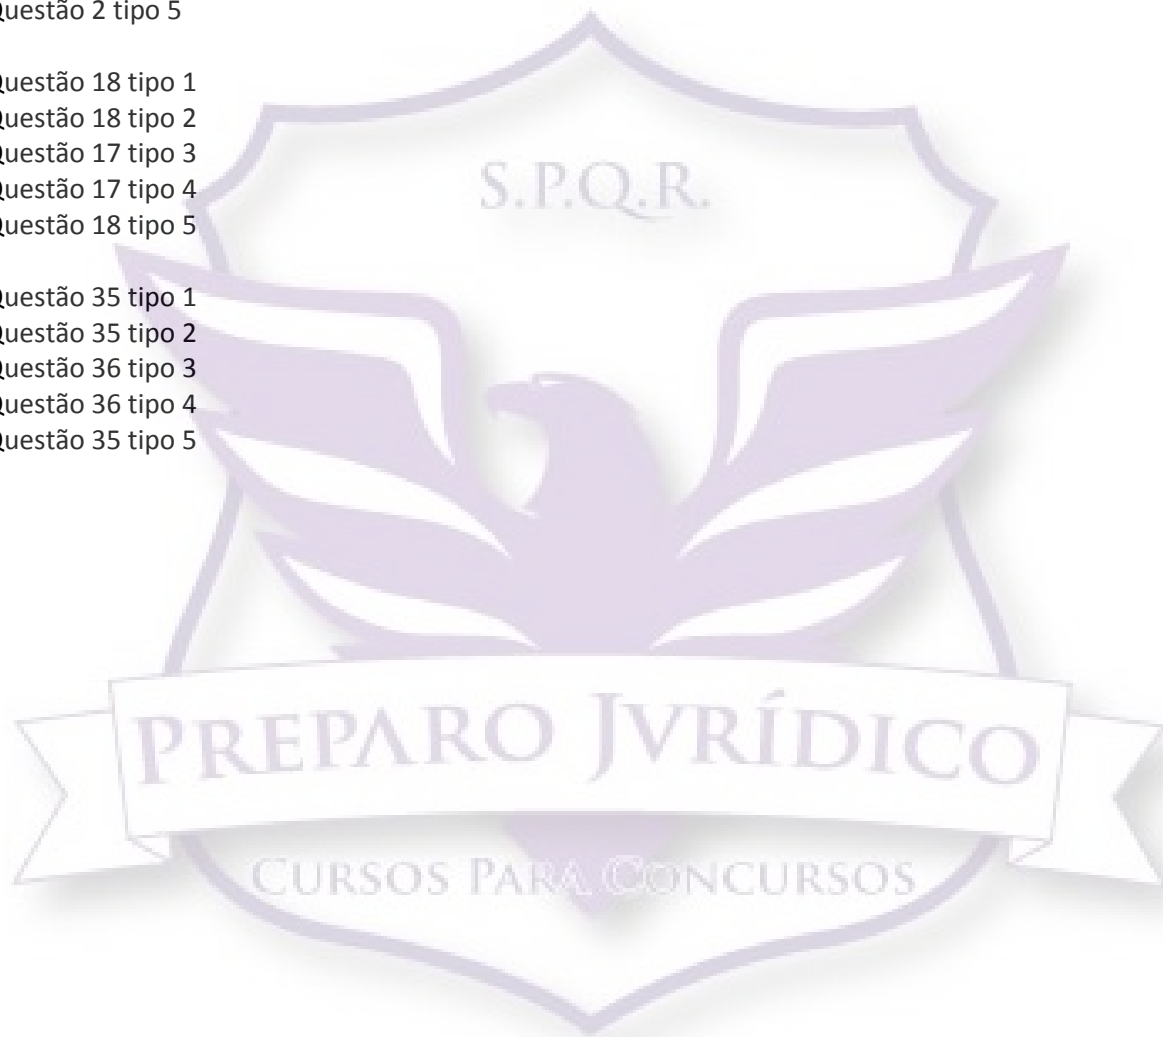 Questão 2 tipo 5
Questão 18 tipo 1
Questão 18 tipo 2
Questão 17 tipo 3
Questão 17 tipo 4
Questão 18 tipo 5
Questão 35 tipo 1
Questão 35 tipo 2
Questão 36 tipo 3
Questão 36 tipo 4
Questão 35 tipo 5
S.P.Q.R.
PREPARO JVRÍDICO
CURSOS PARA CONCURSOS